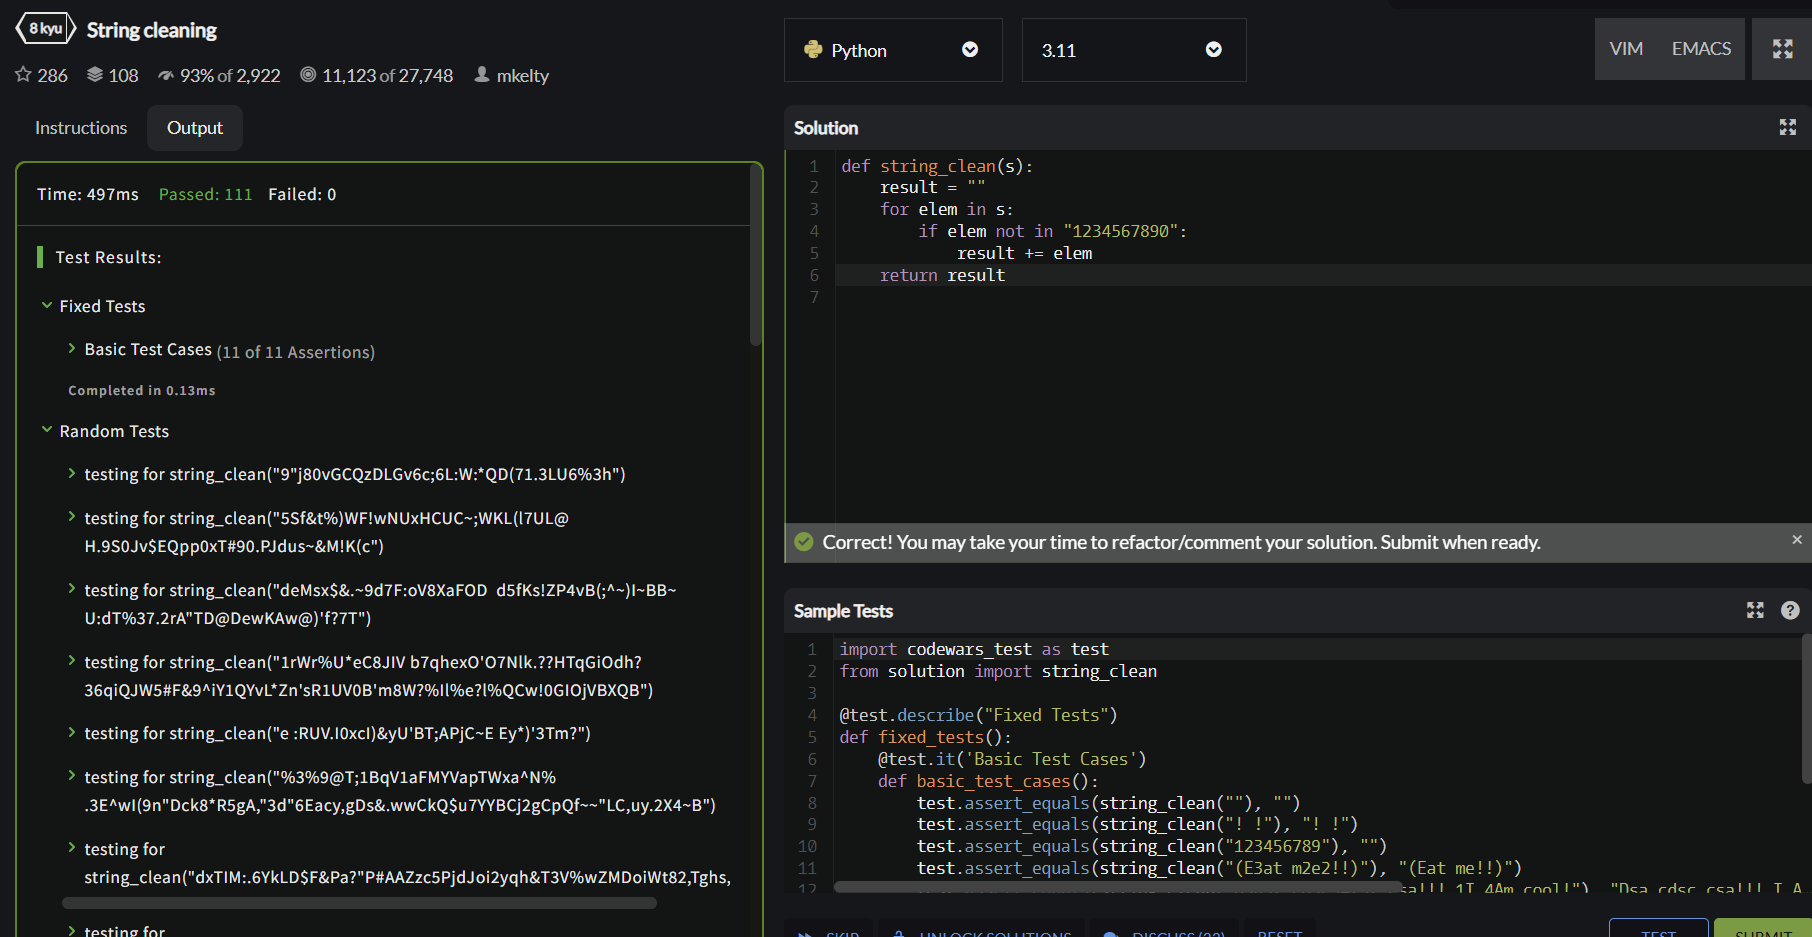 8 kyu String cleaning
286 108 93% of 2,922 11,123 of 27,748 mkelty
Instructions Output
Time: 497ms Passed: 111 Failed: 0
Test Results:
Fixed Tests
Basic Test Cases (11 of 11 Assertions)
Completed in 0.13ms
Random Tests
testing for string_clean("9"j80vGCQzDLGv6c;6L:W:*QD(71.3LU6%3h")
testing for string_clean("5Sf&t%)WF!wNUxHCUC~;WKL(l7UL@
H.9S0Jv$EQpp0xT#90.PJdus~&M!K(c")
testing for string_clean("deMsx$&.~9d7F:oV8XaFOD  d5fKs!ZP4vB(;^~)I~BB~
U:dT%37.2rA"TD@DewKAw@)'f?7T")
testing for string_clean("1rWr%U*eC8JIV b7qhexO'O7Nlk.??HTqGiOdh?
36qiQJW5#F&9^iY1QYvL*Zn'sR1UV0B'm8W?%Il%e?l%QCw!0GIOjVBXQB")
testing for string_clean("e :RUV.I0xcI)&yU'BT;APjC~E Ey*)'3Tm?")
testing for string_clean("%3%9@T;1BqV1aFMYVapTWxa^N%
.3E^wI(9n"Dck8*R5gA,"3d"6Eacy,gDs&.wwCkQ$u7YYBCj2gCpQf~~"LC,uy.2X4~B")
testing for
string_clean("dxTIM:.6YkLD$F&Pa?"P#AAZzc5PjdJoi2yqh&T3V%wZMDoiWt82,Tghs,
testing for
Python 3.11 VIM EMACS
Solution
1 def string_clean(s):
2     result = ""
3     for elem in s:
4         if elem not in "1234567890":
5             result += elem
6     return result
7
Correct! You may take your time to refactor/comment your solution. Submit when ready. ×
Sample Tests ?
1 import codewars_test as test
2 from solution import string_clean
3
4 @test.describe("Fixed Tests")
5 def fixed_tests():
6     @test.it('Basic Test Cases')
7     def basic_test_cases():
8         test.assert_equals(string_clean(""), "")
9         test.assert_equals(string_clean("! !"), "! !")
10         test.assert_equals(string_clean("123456789"), "")
11         test.assert_equals(string_clean("(E3at m2e2!!)"), "(Eat me!!)")
12 sa!!! 1I 4Am cool!"), "Dsa cdsc csa!!! I A
SKIP UNLOCK SOLUTIONS DISCUSS RESET TEST SUBMIT